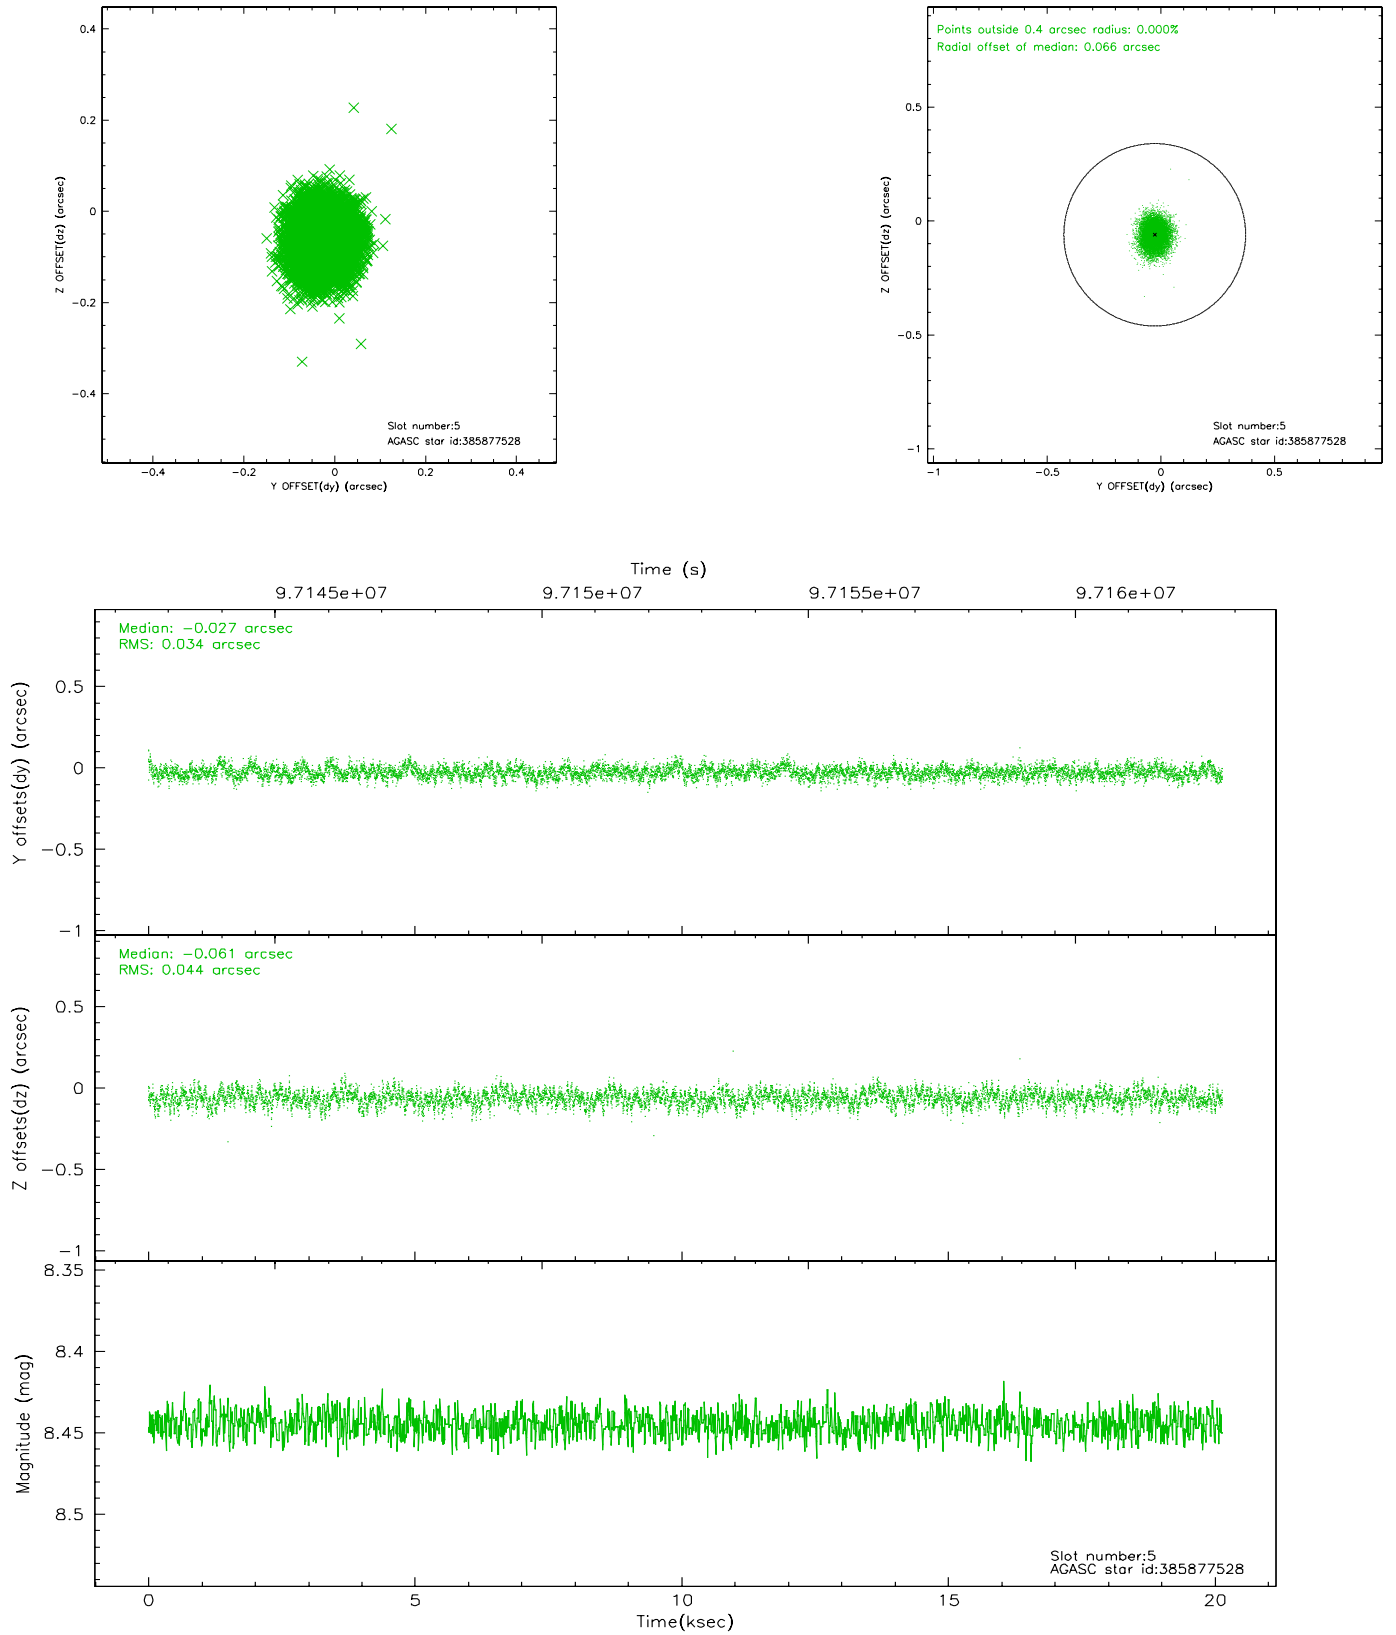 0.4
0.2
0
-0.2
-0.4
Z OFFSET(dz) (arcsec)
Slot number:5
AGASC star id:385877528
-0.4 -0.2 0 0.2 0.4
Y OFFSET(dy) (arcsec)
Points outside 0.4 arcsec radius: 0.000%
Radial offset of median: 0.066 arcsec
0.5
0
-0.5
-1
Z OFFSET(dz) (arcsec)
Slot number:5
AGASC star id:385877528
-1 -0.5 0 0.5
Y OFFSET(dy) (arcsec)
Time (s)
9.7145e+07 9.715e+07 9.7155e+07 9.716e+07
Median: -0.027 arcsec
RMS: 0.034 arcsec
0.5
0
-0.5
-1
Y offsets(dy) (arcsec)
Median: -0.061 arcsec
RMS: 0.044 arcsec
0.5
0
-0.5
-1
Z offsets(dz) (arcsec)
8.35
8.4
8.45
8.5
Magnitude (mag)
Slot number:5
AGASC star id:385877528
0 5 10 15 20
Time(ksec)